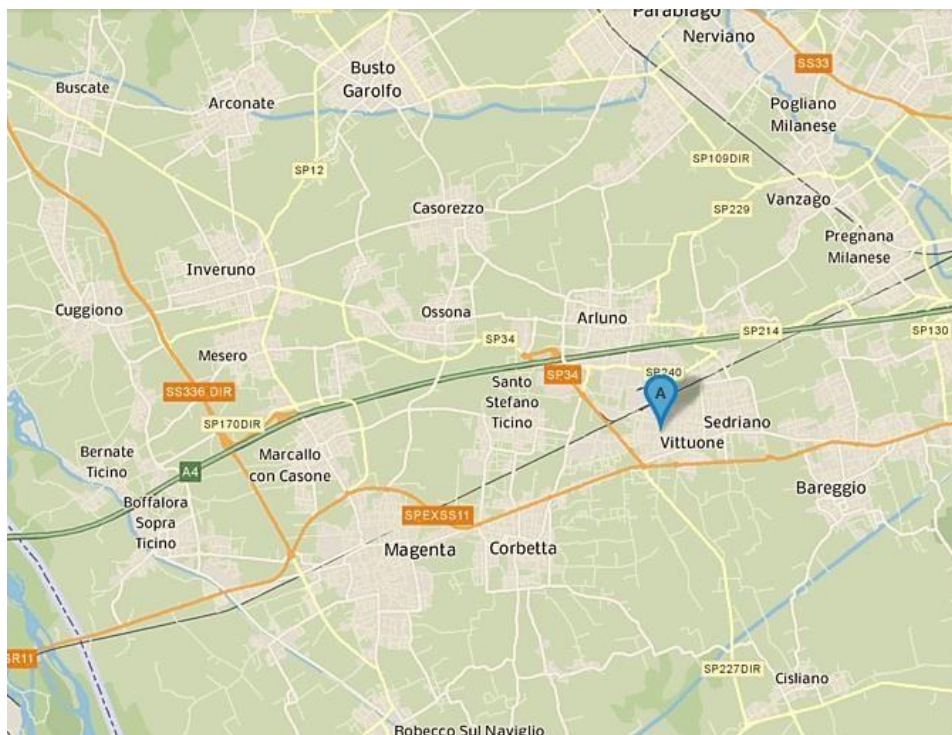 Parabiago
Nerviano
SS33
Busto
Garolfo
Buscate
Arconate
Pogliano
Milanese
SP109DIR
SP12
Vanzago
Casorezzo
SP229
Pregnana
Milanese
Inveruno
Cuggiono
Ossona
Arluno
SP34
SP214
SP130
Mesero
SP34
SP240
Santo
Stefano
Ticino
SS336 DIR
A
SP170DIR
Sedriano
Vittuone
Bernate
Ticino
A4
Marcallo
con Casone
Bareggio
Boffalora
Sopra
Ticino
SPEXSS11
Magenta
Corbetta
SR11
SP227DIR
Cisliano
Robecco Sul Naviglio